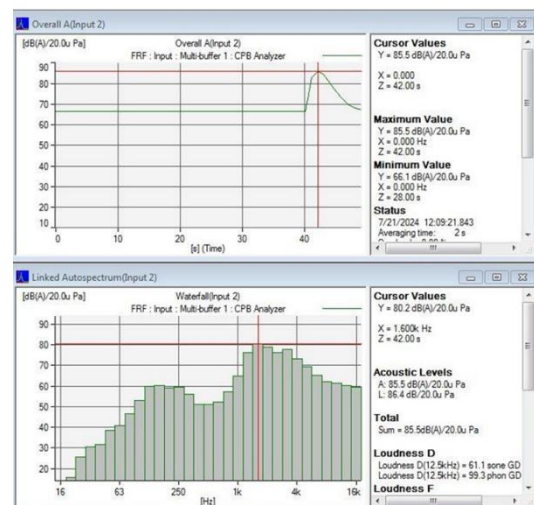 Overall A(Input 2)
[dB(A)/20.0u Pa]
Overall A(Input 2)
FRF : Input : Multi-buffer 1 : CPB Analyzer
90
80
70
60
50
40
30
20
10
0
10
20
30
40
[s] (Time)
Cursor Values
Y = 85.5 dB(A)/20.0u Pa
X = 0.000
Z = 42.00 s
Maximum Value
Y = 85.5 dB(A)/20.0u Pa
X = 0.000 Hz
Z = 42.00 s
Minimum Value
Y = 66.1 dB(A)/20.0u Pa
X = 0.000 Hz
Z = 28.00 s
Status
7/21/2024 12:09:21.843
Averaging time: 2 s
Linked Autospectrum(Input 2)
[dB(A)/20.0u Pa]
Waterfall(Input 2)
FRF : Input : Multi-buffer 1 : CPB Analyzer
90
80
70
60
50
40
30
20
16
63
250
1k
4k
16k
[Hz]
Cursor Values
Y = 80.2 dB(A)/20.0u Pa
X = 1.600k Hz
Z = 42.00 s
Acoustic Levels
A: 85.5 dB(A)/20.0u Pa
L: 86.4 dB/20.0u Pa
Total
Sum = 85.5dB(A)/20.0u Pa
Loudness D
Loudness D(12.5kHz) = 61.1 sone GD
Loudness D(12.5kHz) = 99.3 phon GD
Loudness F